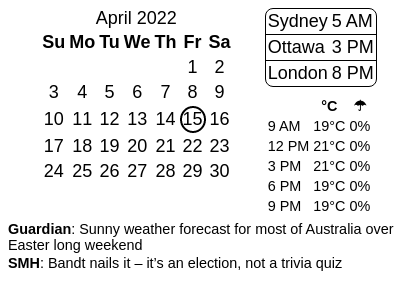 April 2022
Su Mo Tu We Th Fr Sa
1 2
3 4 5 6 7 8 9
10 11 12 13 14 15 16
17 18 19 20 21 22 23
24 25 26 27 28 29 30
Sydney 5 AM
Ottawa 3 PM
London 8 PM
°C ☂
9 AM 19°C 0%
12 PM 21°C 0%
3 PM 21°C 0%
6 PM 19°C 0%
9 PM 19°C 0%
Guardian: Sunny weather forecast for most of Australia over
Easter long weekend
SMH: Bandt nails it – it’s an election, not a trivia quiz